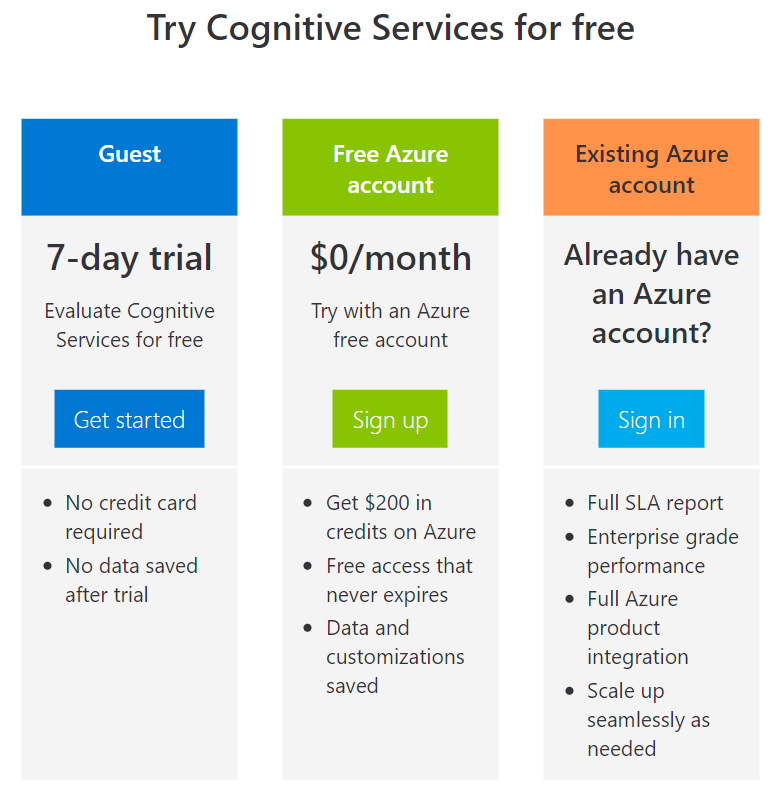 Try Cognitive Services for free
Guest
7-day trial
Evaluate Cognitive
Services for free
Get started
No credit card
required
No data saved
after trial
Free Azure
account
$0/month
Try with an Azure
free account
Sign up
Get $200 in
credits on Azure
Free access that
never expires
Data and
customizations
saved
Existing Azure
account
Already have
an Azure
account?
Sign in
Full SLA report
Enterprise grade
performance
Full Azure
product
integration
Scale up
seamlessly as
needed